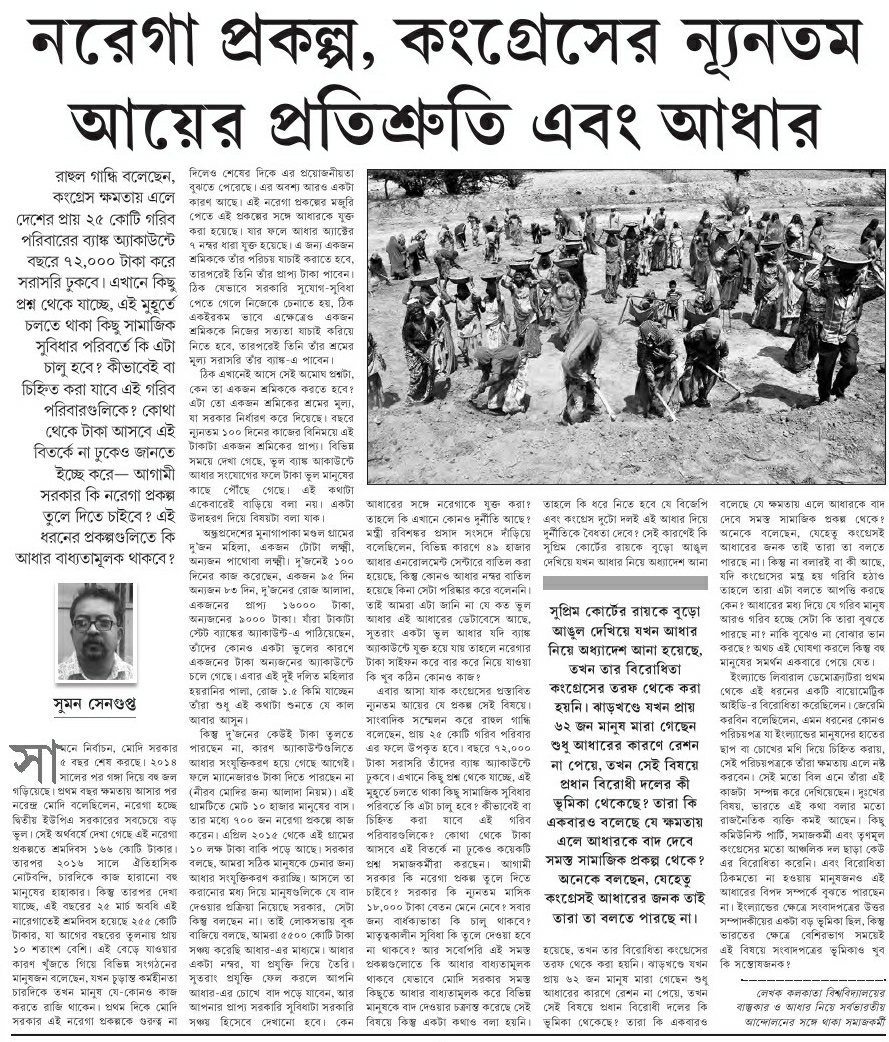 নরেগা প্রকল্প, কংগ্রেসের ন্যূনতম
আয়ের প্রতিশ্রুতি এবং আধার
রাহুল গান্ধি বলেছেন,
কংগ্রেস ক্ষমতায় এলে
দেশের প্রায় ২৫ কোটি গরিব
পরিবারের ব্যাঙ্ক অ্যাকাউন্টে
বছরে ৭২,০০০ টাকা করে
সরাসরি ঢুকবে। এখানে কিছু
প্রশ্ন থেকে যাচ্ছে, এই মুহূর্তে
চলতে থাকা কিছু সামাজিক
সুবিধার পরিবর্তে কি এটা
চালু হবে? কীভাবেই বা
চিহ্নিত করা যাবে এই গরিব
পরিবারগুলিকে? কোথা
থেকে টাকা আসবে এই
বিতর্কে না ঢুকেও জানতে
ইচ্ছে করে— আগামী
সরকার কি নরেগা প্রকল্প
তুলে দিতে চাইবে? এই
ধরনের প্রকল্পগুলিতে কি
আধার বাধ্যতামূলক থাকবে?
সুমন সেনগুপ্ত
সামনে নির্বাচন, মোদি সরকার
৫ বছর শেষ করছে। ২০১৪
সালের পর গঙ্গা দিয়ে বহু জল
গড়িয়েছে। প্রথম বছর ক্ষমতায় আসার পর
নরেন্দ্র মোদি বলেছিলেন, নরেগা হচ্ছে
দ্বিতীয় ইউপিএ সরকারের সবচেয়ে বড়
ভুল। সেই অর্থবর্ষে দেখা গেছে এই নরেগা
প্রকল্পতে শ্রমদিবস ১৬৬ কোটি টাকার।
তারপর ২০১৬ সালে ঐতিহাসিক
নোটবন্দি, চারদিকে কাজ হারানো বহু
মানুষের হাহাকার। কিন্তু তারপর দেখা
যাচ্ছে, এই বছরের ২৫ মার্চ অবধি এই
নারেগাতেই শ্রমদিবস হয়েছে ২৫৫ কোটি
টাকার, যা আগের বছরের তুলনায় প্রায়
১০ শতাংশ বেশি। এই বেড়ে যাওয়ার
কারণ খুঁজতে গিয়ে বিভিন্ন সংগঠনের
মানুষজন বলেছেন, যখন চূড়ান্ত কর্মহীনতা
চারদিকে তখন মানুষ যে-কোনও কাজ
করতে রাজি থাকেন। প্রথম দিকে মোদি
সরকার এই নরেগা প্রকল্পকে গুরুত্ব না
দিলেও শেষের দিকে এর প্রয়োজনীয়তা
বুঝতে পেরেছে। এর অবশ্য আরও একটা
কারণ আছে। এই নরেগা প্রকল্পের মজুরি
পেতে এই প্রকল্পের সঙ্গে আধারকে যুক্ত
করা হয়েছে। যার ফলে আধার অ্যাক্টের
৭ নম্বর ধারা যুক্ত হয়েছে। এ জন্য একজন
শ্রমিককে তাঁর পরিচয় যাচাই করাতে হবে,
তারপরেই তিনি তাঁর প্রাপ্য টাকা পাবেন।
ঠিক যেভাবে সরকারি সুযোগ-সুবিধা
পেতে গেলে নিজেকে চেনাতে হয়, ঠিক
একইরকম ভাবে এক্ষেত্রেও একজন
শ্রমিককে নিজের সত্যতা যাচাই করিয়ে
নিতে হবে, তারপরেই তিনি তাঁর শ্রমের
মূল্য সরাসরি তাঁর ব্যাঙ্ক-এ পাবেন।
ঠিক এখানেই আসে সেই অমোঘ প্রশ্নটা,
কেন তা একজন শ্রমিককে করতে হবে?
এটা তো একজন শ্রমিকের শ্রমের মূল্য,
যা সরকার নির্ধারণ করে দিয়েছে। বছরে
ন্যূনতম ১০০ দিনের কাজের বিনিময়ে এই
টাকাটা একজন শ্রমিকের প্রাপ্য। বিভিন্ন
সময়ে দেখা গেছে, ভুল ব্যাঙ্ক আকাউন্টে
আধার সংযোগের ফলে টাকা ভুল মানুষের
কাছে পৌঁছে গেছে। এই কথাটা
একেবারেই বাড়িয়ে বলা নয়। একটা
উদাহরণ দিয়ে বিষয়টা বলা যাক।
অন্ধ্রপ্রদেশের মুনাগাপাকা মণ্ডল গ্রামের
দু'জন মহিলা, একজন টোটা লক্ষ্মী,
অন্যজন পাথোবা লক্ষ্মী। দু'জনেই ১০০
দিনের কাজ করেছেন, একজন ৯৫ দিন
অন্যজন ৮৩ দিন, দু'জনের রোজ আলাদা,
একজনের প্রাপ্য ১৬০০০ টাকা,
অন্যজনের ৯০০০ টাকা। যাঁরা টাকাটা
স্টেট ব্যাঙ্কের অ্যাকাউন্ট-এ পাঠিয়েছেন,
তাঁদের কোনও একটা ভুলের কারণে
একজনের টাকা অন্যজনের অ্যাকাউন্টে
চলে গেছে। এবার এই দুই দলিত মহিলার
হয়রানির পালা, রোজ ১.৫ কিমি যাচ্ছেন
তাঁরা শুধু এই কথাটা শুনতে যে কাল
আবার আসুন।
কিন্তু দু'জনের কেউই টাকা তুলতে
পারছেন না, কারণ অ্যাকাউন্টগুলিতে
আধার সংযুক্তিকরণ হয়ে গেছে আগেই।
ফলে ম্যানেজারও টাকা দিতে পারছেন না
(নীরব মোদির জন্য আলাদা নিয়ম)। এই
গ্রামটিতে মোট ১০ হাজার মানুষের বাস।
তার মধ্যে ৭০০ জন নরেগা প্রকল্পে কাজ
করেন। এপ্রিল ২০১৫ থেকে এই গ্রামের
১০ লক্ষ টাকা বাকি পড়ে আছে। সরকার
বলছে, আমরা সঠিক মানুষকে চেনার জন্য
আধার সংযুক্তিকরণ করাচ্ছি। আসলে তা
করানোর মধ্য দিয়ে মানুষগুলিকে যে বাদ
দেওয়ার প্রক্রিয়া নিয়েছে সরকার, সেটা
কিন্তু বলছেন না। তাই লোকসভায় বুক
বাজিয়ে বলছে, আমরা ৫৫০০ কোটি টাকা
সঞ্চয় করেছি আধার-এর মাধ্যমে। আধার
একটা নম্বর, যা প্রযুক্তি দিয়ে তৈরি।
সুতরাং প্রযুক্তি ফেল করলে আপনি
আধার-এর চোখে বাদ পড়ে যাবেন, আর
আপনার প্রাপ্য সরকারি সুবিধাটা সরকারি
সঞ্চয় হিসেবে দেখানো হবে। কেন
আধারের সঙ্গে নরেগাকে যুক্ত করা?
তাহলে কি এখানে কোনও দুর্নীতি আছে?
মন্ত্রী রবিশঙ্কর প্রসাদ সংসদে দাঁড়িয়ে
বলেছিলেন, বিভিন্ন কারণে ৪৯ হাজার
আধার এনরোলমেন্ট সেন্টারে বাতিল করা
হয়েছে, কিন্তু কোনও আধার নম্বর বাতিল
হয়েছে কিনা সেটা পরিষ্কার করে বলেননি।
তাই আমরা এটা জানি না যে কত ভুল
আধার এই আধারের ডেটাবেসে আছে,
সুতরাং একটা ভুল আধার যদি ব্যাঙ্ক
অ্যাকাউন্টে যুক্ত হয়ে যায় তাহলে নরেগার
টাকা সাইফন করে বার করে নিয়ে যাওয়া
কি খুব কঠিন কোনও কাজ?
এবার আসা যাক কংগ্রেসের প্রস্তাবিত
ন্যূনতম আয়ের যে প্রকল্প সেই বিষয়ে।
সাংবাদিক সম্মেলন করে রাহুল গান্ধি
বলেছেন, প্রায় ২৫ কোটি গরিব পরিবার
এর ফলে উপকৃত হবে। বছরে ৭২,০০০
টাকা সরাসরি তাঁদের ব্যাঙ্ক অ্যাকাউন্টে
ঢুকবে। এখানে কিছু প্রশ্ন থেকে যাচ্ছে, এই
মুহূর্তে চলতে থাকা কিছু সামাজিক সুবিধার
পরিবর্তে কি এটা চালু হবে? কীভাবেই বা
চিহ্নিত করা যাবে এই গরিব
পরিবারগুলিকে? কোথা থেকে টাকা
আসবে এই বিতর্কে না ঢুকেও কয়েকটি
প্রশ্ন সমাজকর্মীরা করছেন। আগামী
সরকার কি নরেগা প্রকল্প তুলে দিতে
চাইবে? সরকার কি ন্যূনতম মাসিক
১৮,০০০ টাকা বেতন মেনে নেবে? সবার
জন্য বার্ধক্যভাতা কি চালু থাকবে?
মাতৃত্বকালীন সুবিধা কি তুলে দেওয়া হবে
না থাকবে? আর সর্বোপরি এই সমস্ত
প্রকল্পগুলোতে কি আধার বাধ্যতামূলক
থাকবে যেভাবে মোদি সরকার সমস্ত
কিছুতে আধার বাধ্যতামূলক করে বিভিন্ন
মানুষকে বাদ দেওয়ার চক্রান্ত করেছে সেই
বিষয়ে কিন্তু একটা কথাও বলা হয়নি।
তাহলে কি ধরে নিতে হবে যে বিজেপি
এবং কংগ্রেস দুটো দলই এই আধার দিয়ে
দুর্নীতিকে বৈধতা দেবে? সেই কারণেই কি
সুপ্রিম কোর্টের রায়কে বুড়ো আঙুল
দেখিয়ে যখন আধার নিয়ে অধ্যাদেশ আনা
সুপ্রিম কোর্টের রায়কে বুড়ো
আঙুল দেখিয়ে যখন আধার
নিয়ে অধ্যাদেশ আনা হয়েছে,
তখন তার বিরোধিতা
কংগ্রেসের তরফ থেকে করা
হয়নি। ঝাড়খণ্ডে যখন প্রায়
৬২ জন মানুষ মারা গেছেন
শুধু আধারের কারণে রেশন
না পেয়ে, তখন সেই বিষয়ে
প্রধান বিরোধী দলের কী
ভূমিকা থেকেছে? তারা কি
একবারও বলেছে যে ক্ষমতায়
এলে আধারকে বাদ দেবে
সমস্ত সামাজিক প্রকল্প থেকে?
অনেকে বলছেন, যেহেতু
কংগ্রেসই আধারের জনক তাই
তারা তা বলতে পারছে না।
হয়েছে, তখন তার বিরোধিতা কংগ্রেসের
তরফ থেকে করা হয়নি। ঝাড়খণ্ডে যখন
প্রায় ৬২ জন মানুষ মারা গেছেন শুধু
আধারের কারণে রেশন না পেয়ে, তখন
সেই বিষয়ে প্রধান বিরোধী দলের কী
ভূমিকা থেকেছে? তারা কি একবারও
বলেছে যে ক্ষমতায় এলে আধারকে বাদ
দেবে সমস্ত সামাজিক প্রকল্প থেকে?
অনেকে বলেছেন, যেহেতু কংগ্রেসই
আধারের জনক তাই তারা তা বলতে
পারছে না। কিন্তু না বলারই বা কী আছে,
যদি কংগ্রেসের মন্ত্র হয় গরিবি হঠাও
তাহলে তারা এটা বলতে আপত্তি করছে
কেন? আধারের মধ্য দিয়ে যে গরিব মানুষ
আরও গরিব হচ্ছে সেটা কি তারা বুঝতে
পারছে না? নাকি বুঝেও না বোঝার ভান
করছে? অথচ এই ঘোষণা করলে কিন্তু বহু
মানুষের সমর্থন একবারে পেয়ে যেত।
ইংল্যান্ডে লিবারাল ডেমোক্র্যাটরা প্রথম
থেকে এই ধরনের একটি বায়োমেট্রিক
আইডি-র বিরোধিতা করেছিলেন। জেরেমি
করবিন বলেছিলেন, এমন ধরনের কোনও
পরিচয়পত্র যা ইংল্যান্ডের মানুষদের হাতের
ছাপ বা চোখের মণি দিয়ে চিহ্নিত করায়,
সেই পরিচয়পত্রকে তাঁরা ক্ষমতায় এলে নষ্ট
করবেন। সেই মতো বিল এনে তাঁরা এই
কাজটা সম্পন্ন করে দেখিয়েছেন। দুঃখের
বিষয়, ভারতে এই কথা বলার মতো
রাজনৈতিক ব্যক্তি কমই আছেন। কিছু
কমিউনিস্ট পার্টি, সমাজকর্মী এবং তৃণমূল
কংগ্রেসের মতো আঞ্চলিক দল ছাড়া কেউ
এর বিরোধিতা করেনি। এবং বিরোধিতা
ঠিকমতো না হওয়ায় মানুষজনও এই
আধারের বিপদ সম্পর্কে বুঝতে পারছেন
না। ইংল্যান্ডের ক্ষেত্রে সংবাদপত্রের উত্তর
সম্পাদকীয়ের একটা বড় ভূমিকা ছিল, কিন্তু
ভারতের ক্ষেত্রে বেশিরভাগ সময়েই
এই বিষয়ে সংবাদপত্রের ভূমিকাও খুব
কি সন্তোষজনক?
লেখক কলকাতা বিশ্ববিদ্যালয়ের
বাস্তুকার ও আধার নিয়ে সর্বভারতীয়
আন্দোলনের সঙ্গে থাকা সমাজকর্মী